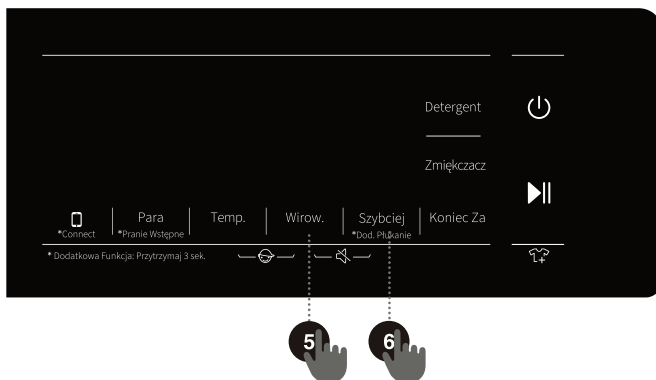 Detergent
Zmiękczacz
Para
Temp.
Wirow.
Szybciej
Koniec Za
*Connect
*Pranie Wstępne
*Dod. Płukanie
* Dodatkowa Funkcja: Przytrzymaj 3 sek.
5
6